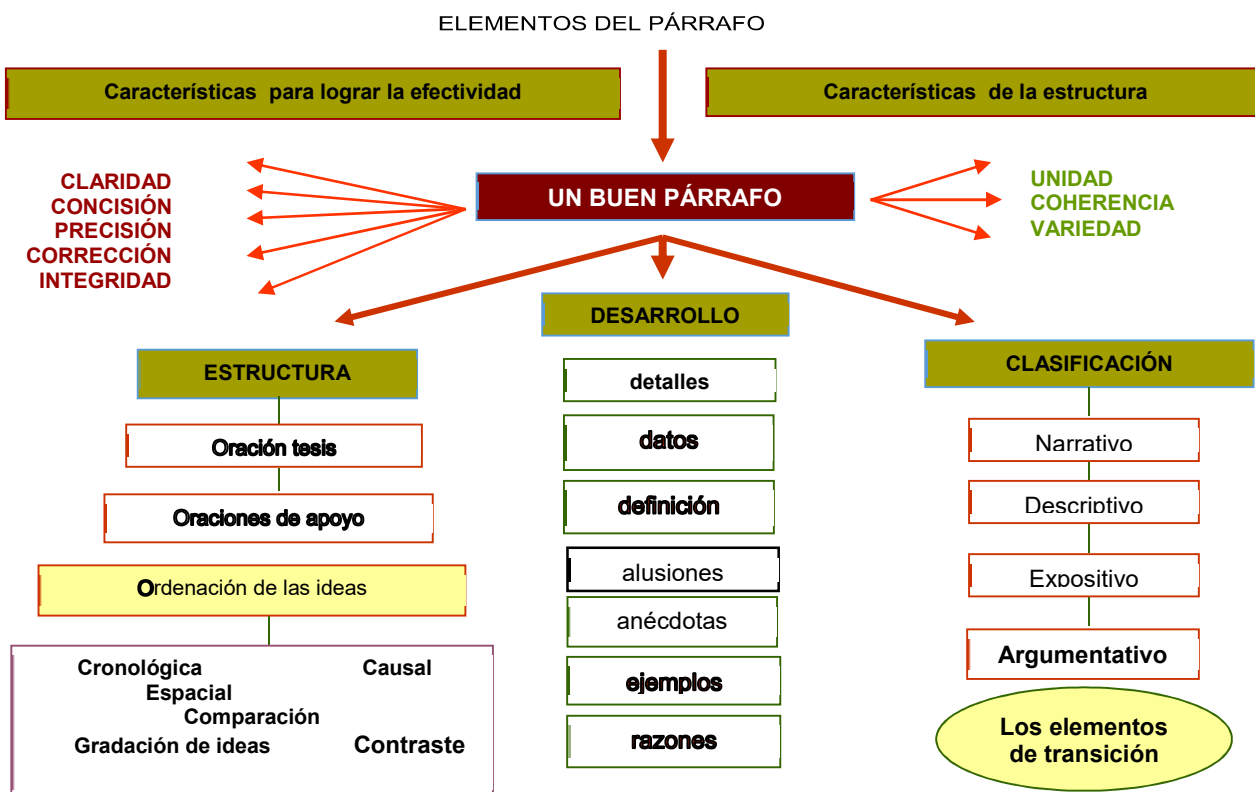 ELEMENTOS DEL PÁRRAFO
Características para lograr la efectividad
Características de la estructura
CLARIDAD
CONCISIÓN
PRECISIÓN
CORRECCIÓN
INTEGRIDAD
UN BUEN PÁRRAFO
UNIDAD
COHERENCIA
VARIEDAD
ESTRUCTURA
Oración tesis
Oraciones de apoyo
Ordenación de las ideas
Cronológica Causal
Espacial
Comparación
Gradación de ideas Contraste
DESARROLLO
detalles
datos
definición
alusiones
anécdotas
ejemplos
razones
CLASIFICACIÓN
Narrativo
Descriptivo
Expositivo
Argumentativo
Los elementos
de transición